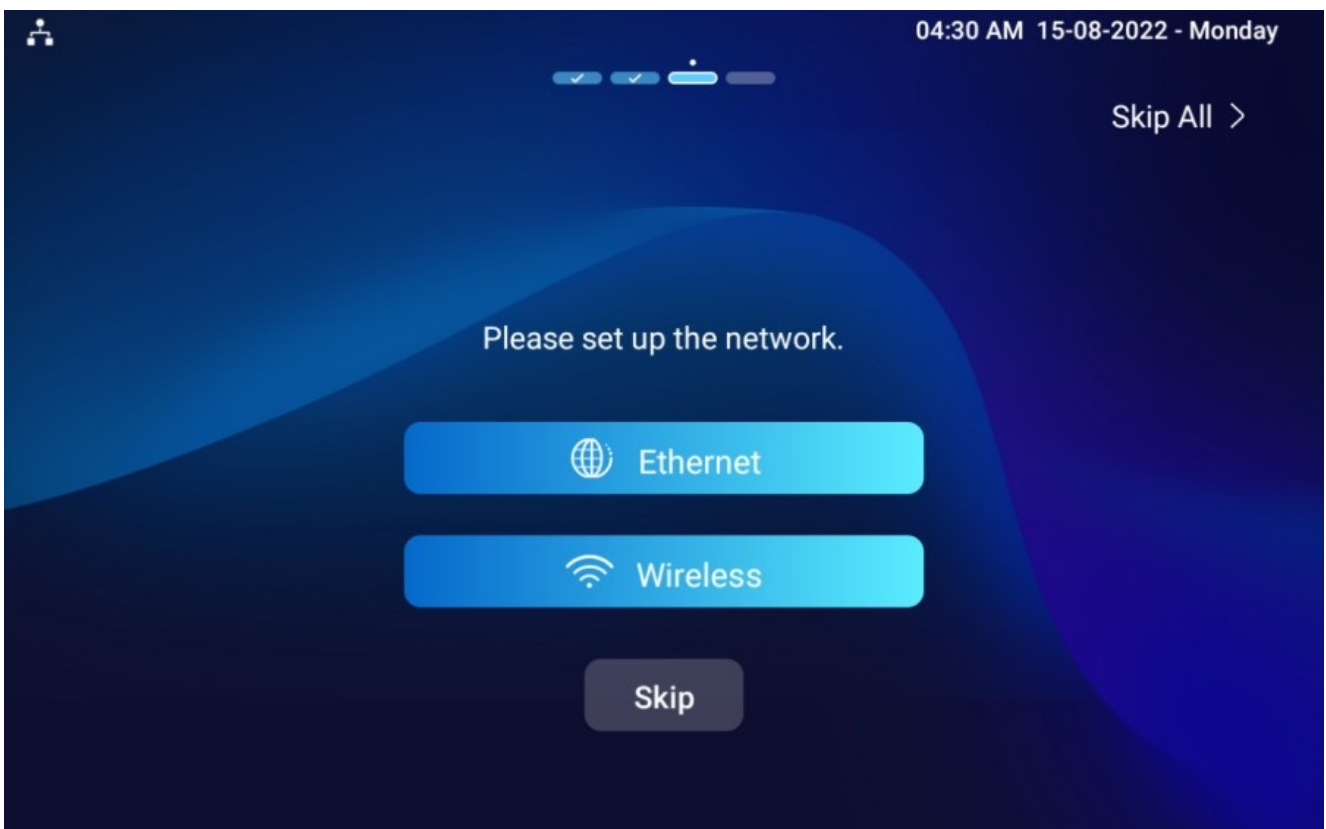 04:30 AM 15-08-2022 - Monday
Skip All >
Please set up the network.
Ethernet
Wireless
Skip